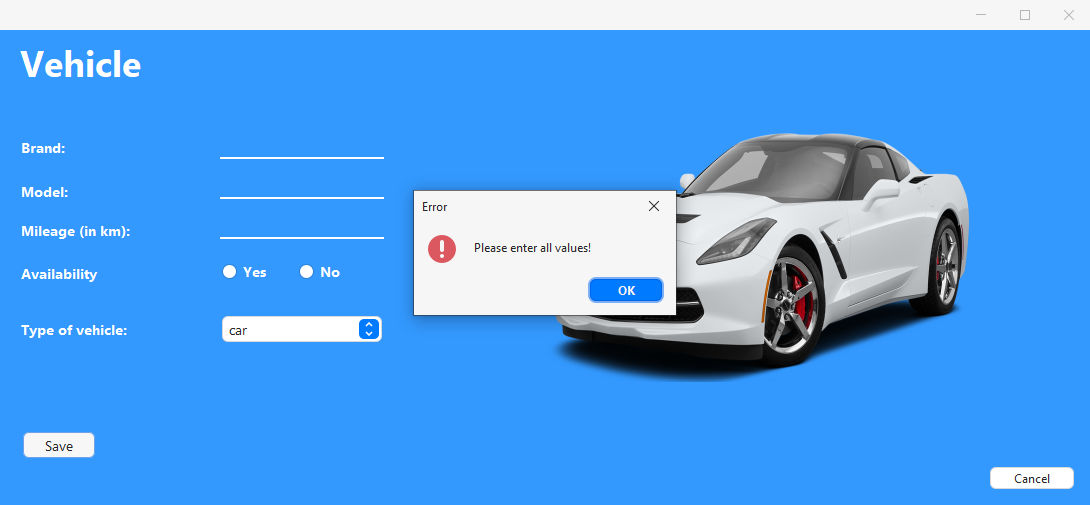 Vehicle
Brand:
Model:
Mileage (in km):
Availability
Yes
No
Type of vehicle:
car
Error
Please enter all values!
OK
Save
Cancel